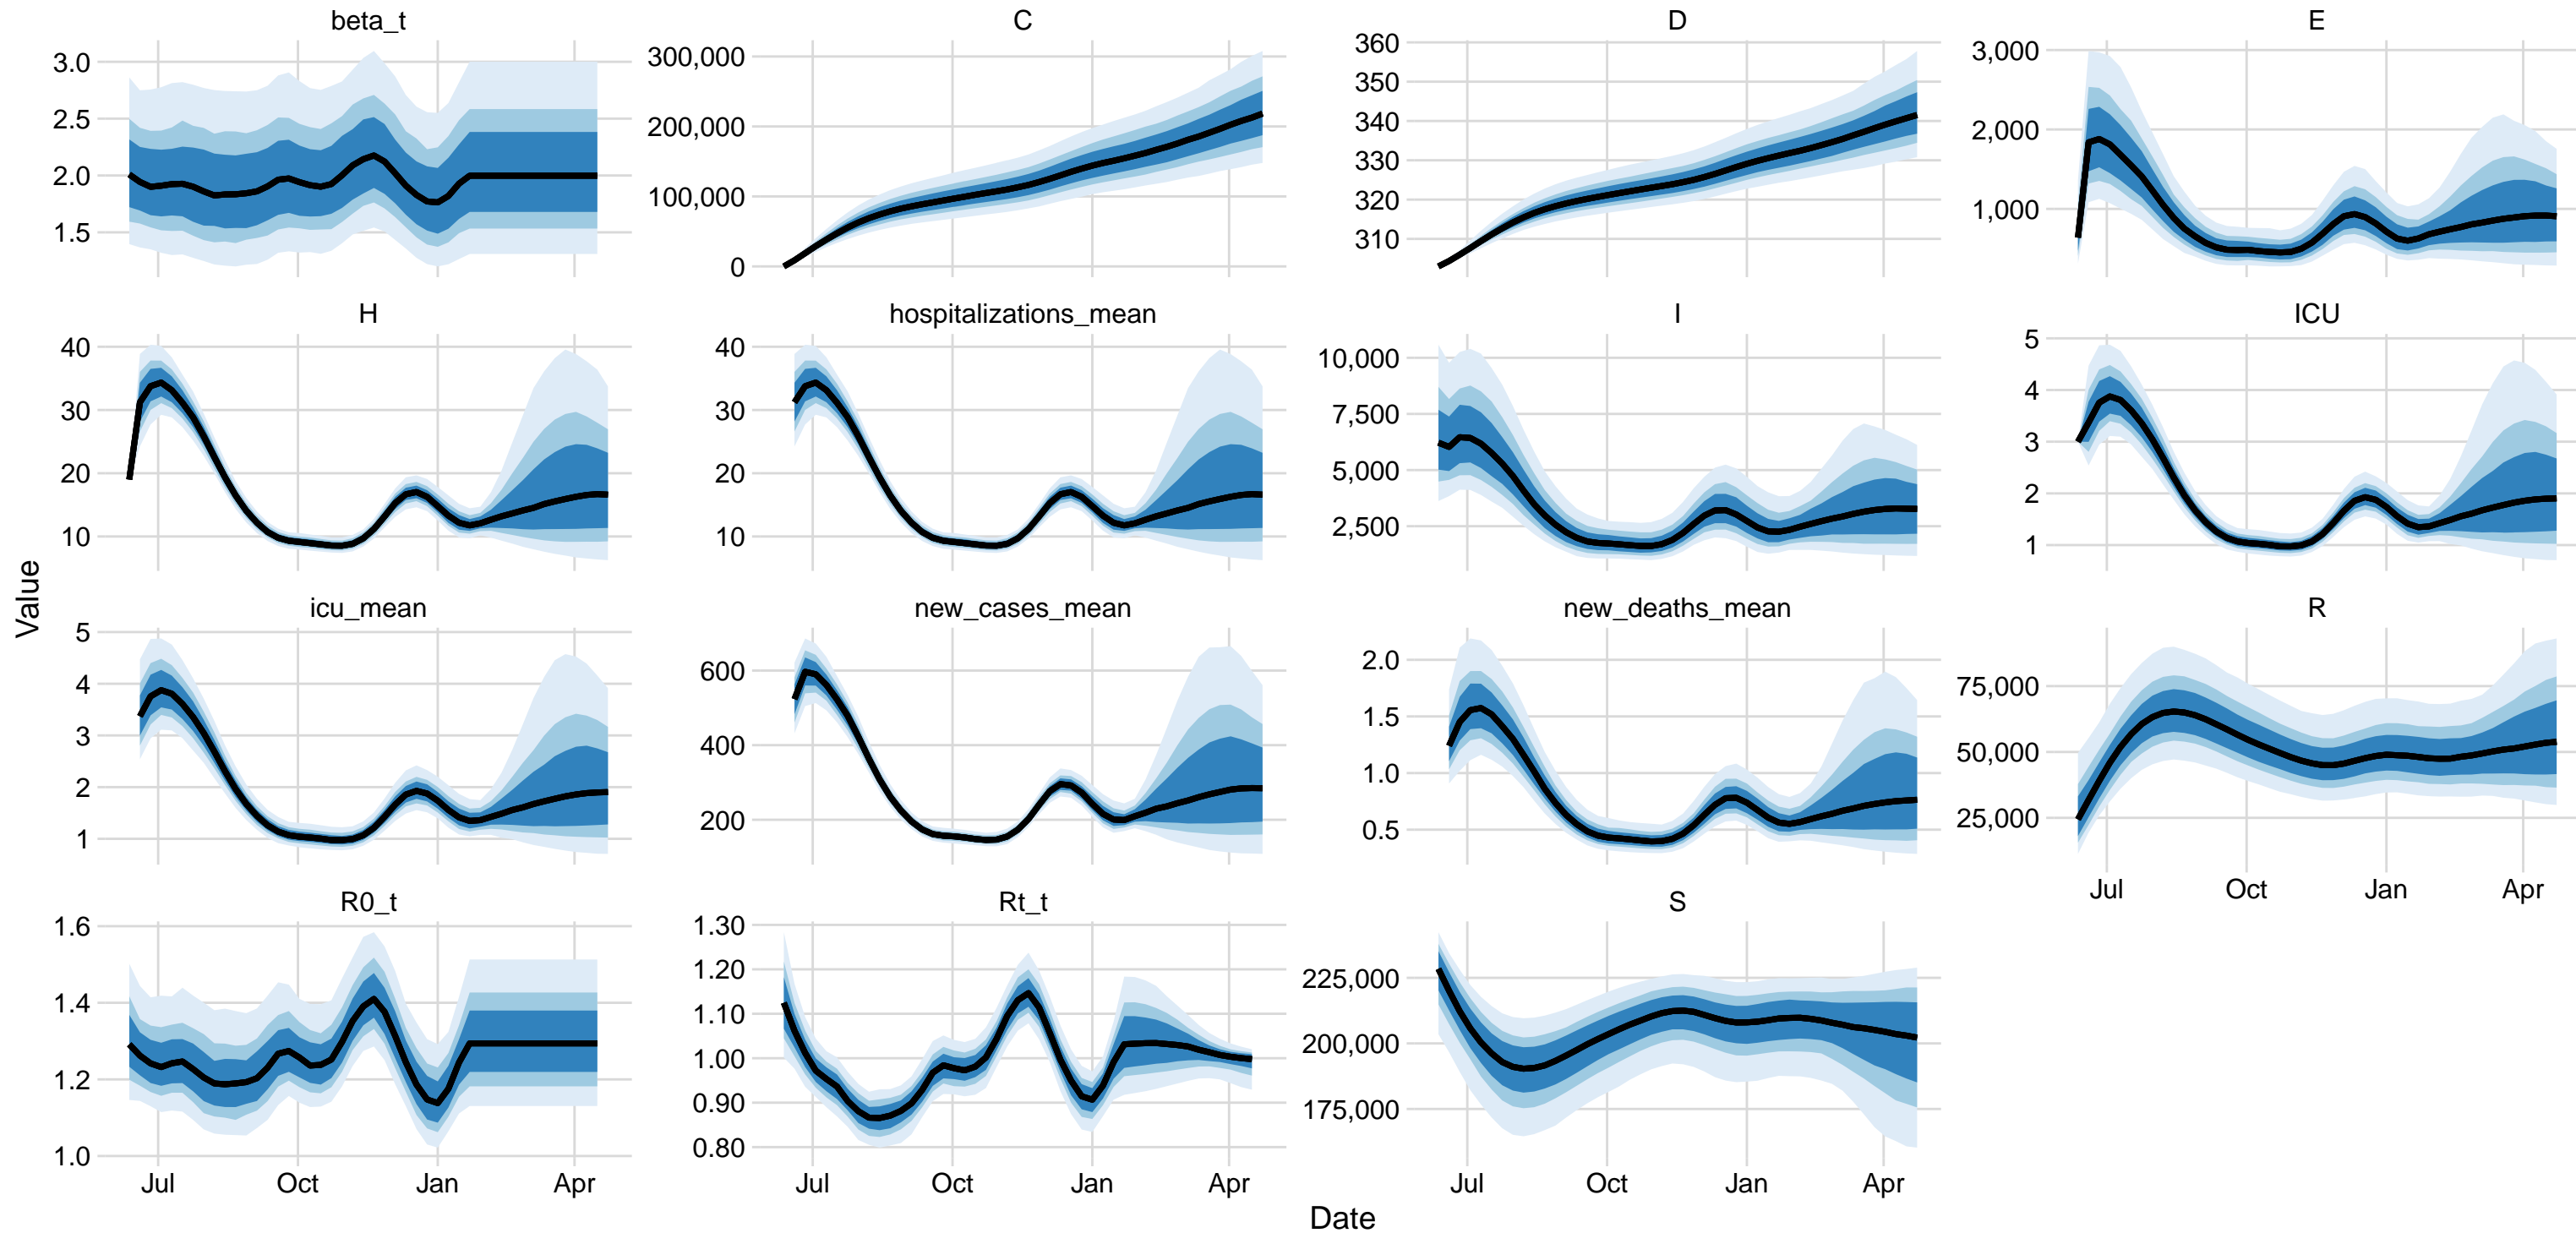 beta_t
3.0
2.5
2.0
1.5
C
300,000
200,000
100,000
0
D
360
350
340
330
320
310
E
3,000
2,000
1,000
H
40
30
20
10
hospitalizations_mean
40
30
20
10
I
10,000
7,500
5,000
2,500
ICU
5
4
3
2
1
Value
icu_mean
5
4
3
2
1
new_cases_mean
600
400
200
new_deaths_mean
2.0
1.5
1.0
0.5
R
75,000
50,000
25,000
Jul Oct Jan Apr
R0_t
1.6
1.4
1.2
1.0
Jul Oct Jan Apr
Rt_t
1.30
1.20
1.10
1.00
0.90
0.80
Jul Oct Jan Apr
S
225,000
200,000
175,000
Jul Oct Jan Apr
Date